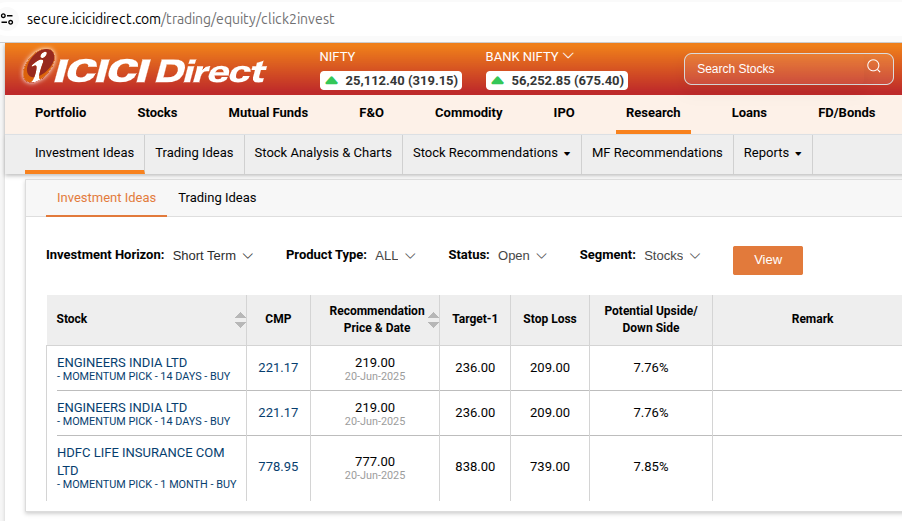 secure.icicidirect.com/trading/equity/click2invest
ICICI Direct
NIFTY
25,112.40 (319.15)
BANK NIFTY
56,252.85 (675.40)
Search Stocks
Portfolio Stocks Mutual Funds F&O Commodity IPO Research Loans FD/Bonds
Investment Ideas Trading Ideas Stock Analysis & Charts Stock Recommendations MF Recommendations Reports
Investment Ideas Trading Ideas
Investment Horizon: Short Term Product Type: ALL Status: Open Segment: Stocks View
Stock CMP Recommendation Price & Date Target-1 Stop Loss Potential Upside/ Down Side Remark
ENGINEERS INDIA LTD
- MOMENTUM PICK - 14 DAYS - BUY
221.17
219.00
20-Jun-2025
236.00 209.00 7.76%
ENGINEERS INDIA LTD
- MOMENTUM PICK - 14 DAYS - BUY
221.17
219.00
20-Jun-2025
236.00 209.00 7.76%
HDFC LIFE INSURANCE COM
LTD
- MOMENTUM PICK - 1 MONTH - BUY
778.95
777.00
20-Jun-2025
838.00 739.00 7.85%